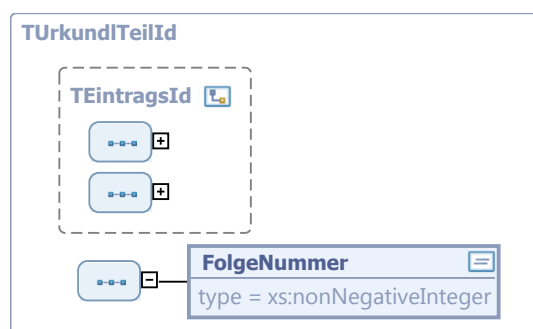 TUrkundlTeilId
TEintragsId
FolgeNummer
type = xs:nonNegativeInteger